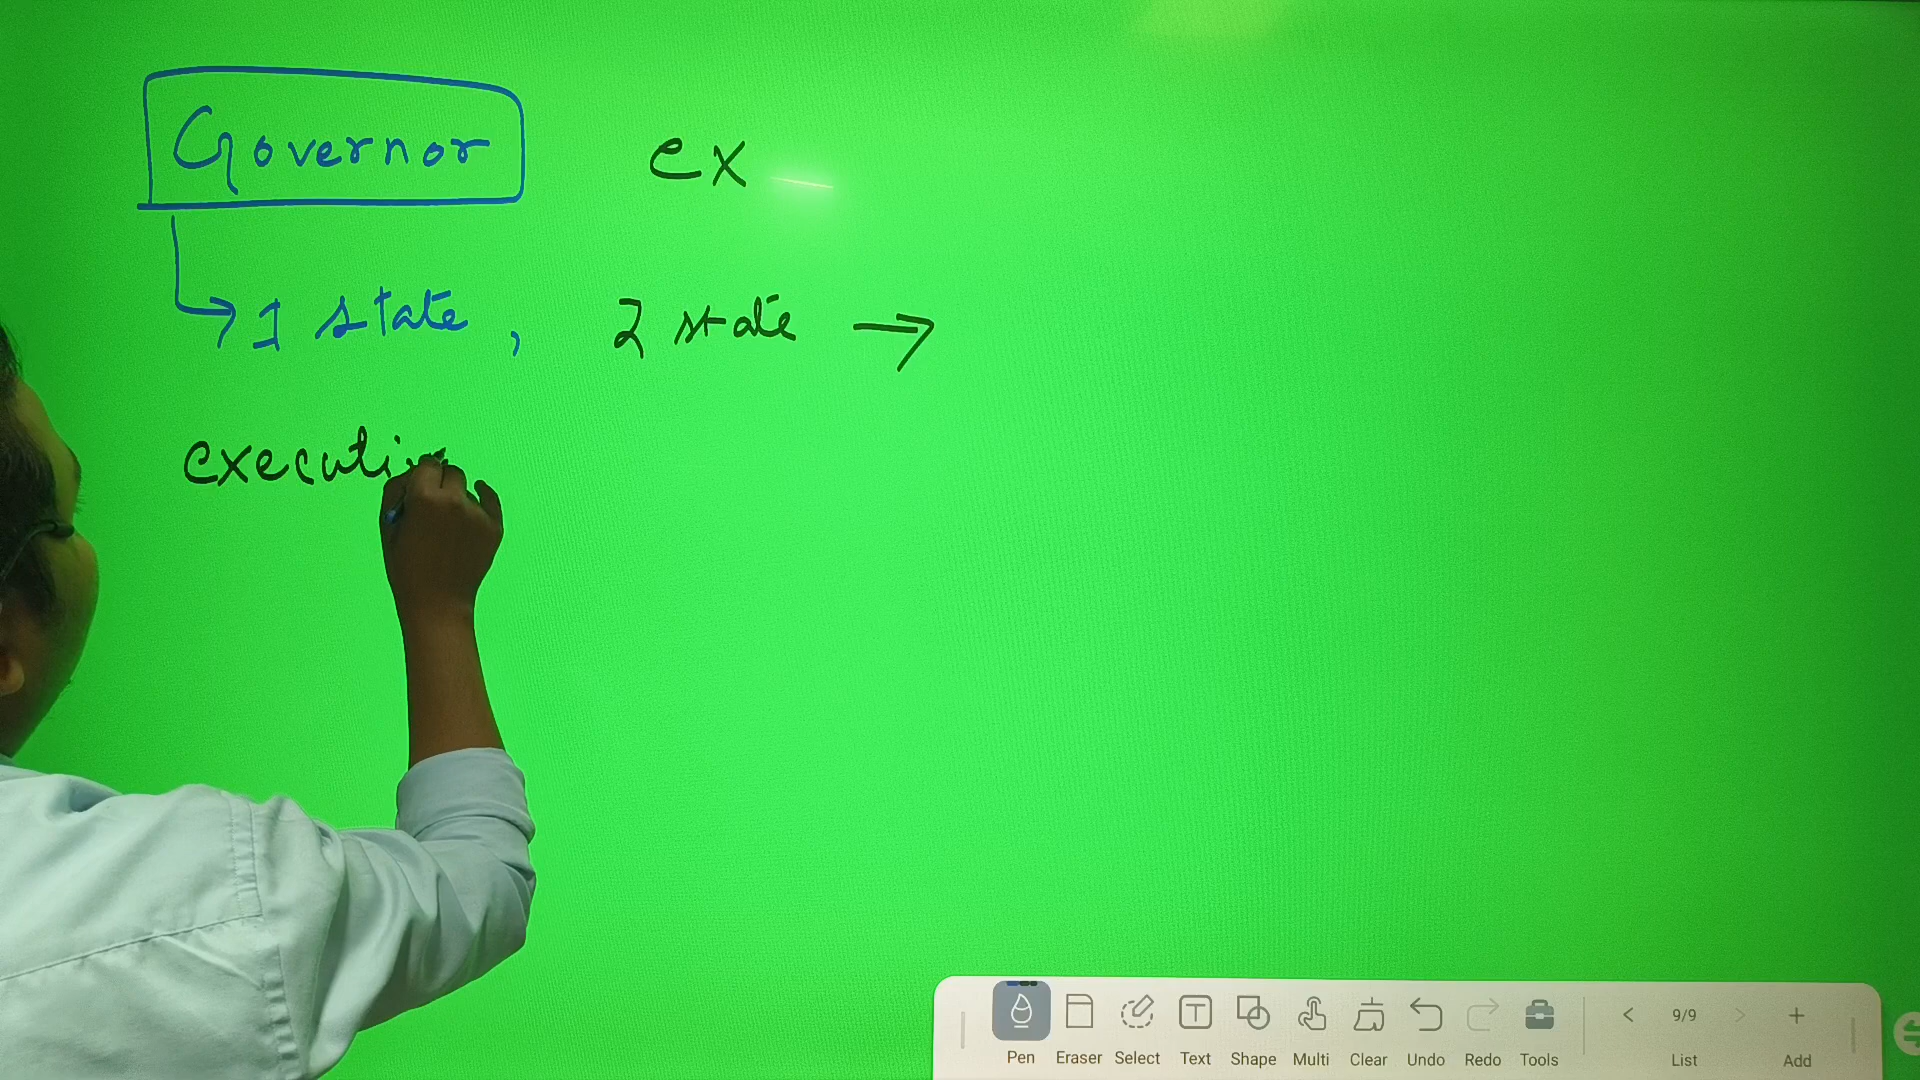 Governor ex
1 state, 2 state →
executiv
Pen Eraser Select Text Shape Multi Clear Undo Redo Tools
9/9
List Add